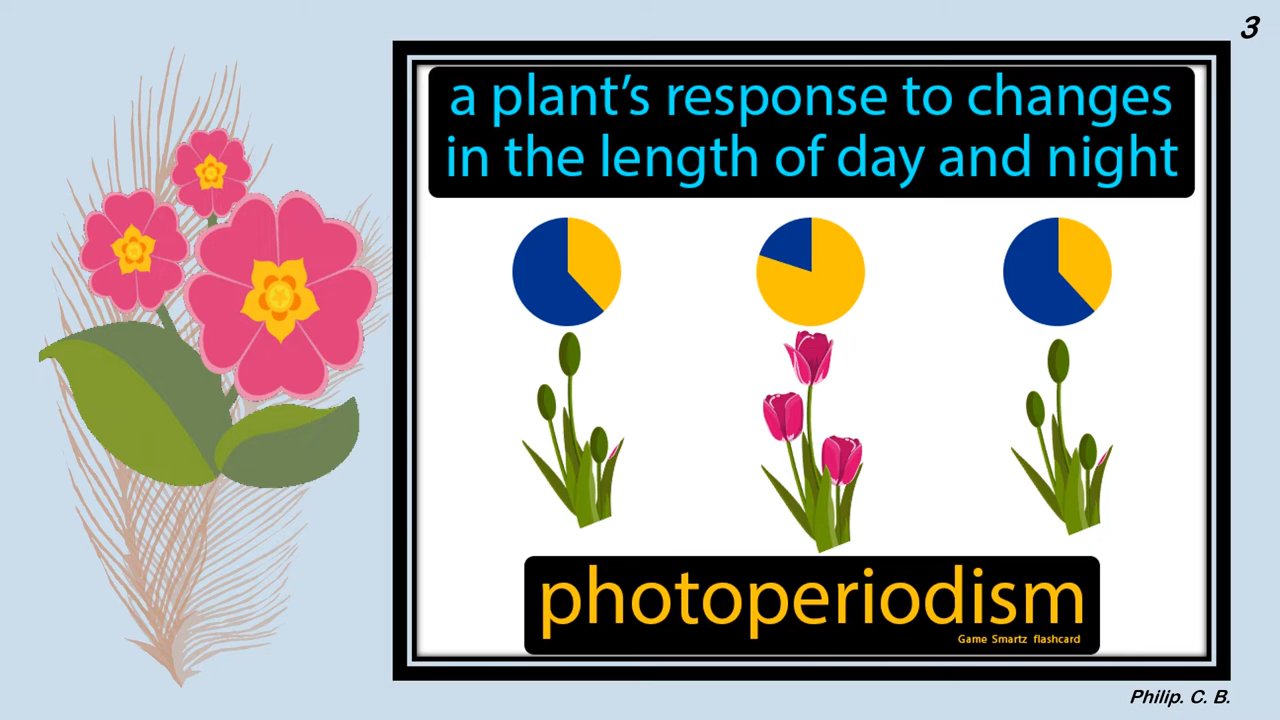 3
a plant's response to changes
in the length of day and night
photoperiodism
Game Smartz flashcard
Philip. C. B.